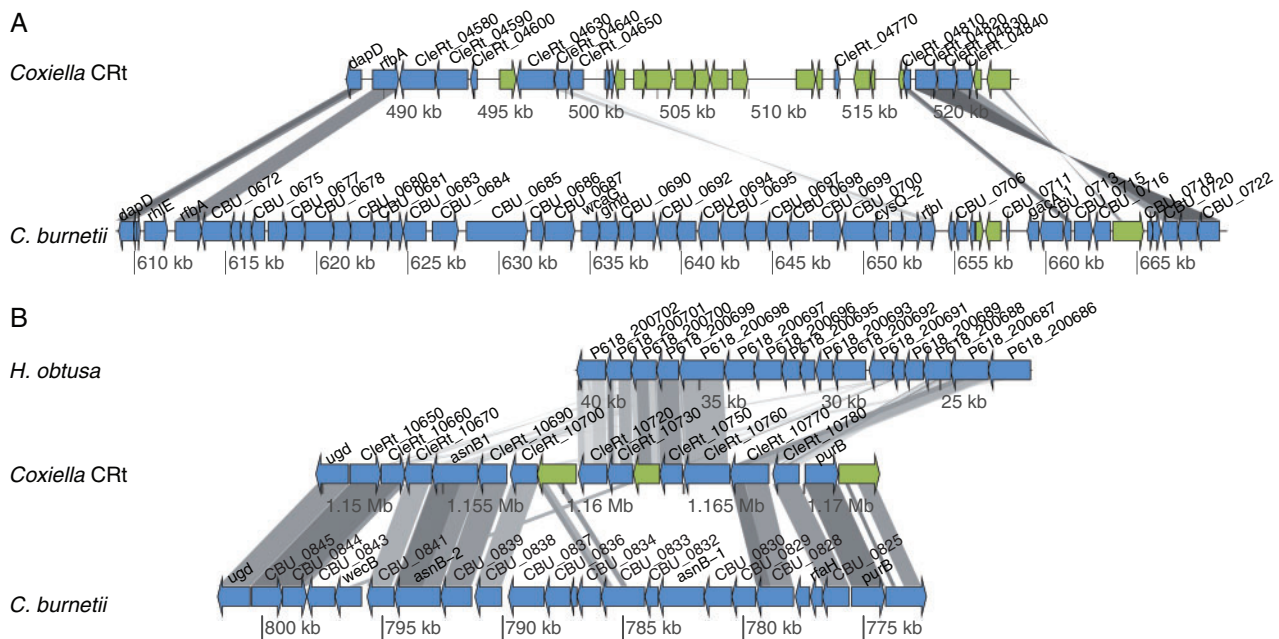 A
dapD rfbA CleRt_04580 CleRt_04590 CleRt_04600 CleRt_04630 CleRt_04640 CleRt_04650 CleRt_04770 CleRt_04810 CleRt_04820 CleRt_04830 CleRt_04840
Coxiella CRt
490 kb 495 kb 500 kb 505 kb 510 kb 515 kb 520 kb
dapD rhlE rfbA CBU_0672 CBU_0675 CBU_0677 CBU_0678 CBU_0680 CBU_0681 CBU_0683 CBU_0684 CBU_0685 CBU_0686 CBU_0687 wcaG gmd CBU_0690 CBU_0692 CBU_0694 CBU_0695 CBU_0697 CBU_0698 CBU_0699 CBU_0700 cysQ-2 rfbI CBU_0706 CBU_0711 CBU_0713 CBU_0715 CBU_0716 CBU_0718 CBU_0720 CBU_0722
C. burnetii
610 kb 615 kb 620 kb 625 kb 630 kb 635 kb 640 kb 645 kb 650 kb 655 kb 660 kb 665 kb
B
P618_200702 P618_200701 P618_200700 P618_200699 P618_200698 P618_200697 P618_200696 P618_200695 P618_200693 P618_200692 P618_200691 P618_200689 P618_200688 P618_200687 P618_200686
H. obtusa
40 kb 35 kb 30 kb 25 kb
ugd CleRt_10650 CleRt_10660 CleRt_10670 asnB1 CleRt_10690 CleRt_10700 CleRt_10720 CleRt_10730 CleRt_10750 CleRt_10760 CleRt_10770 CleRt_10780 purB
Coxiella CRt
1.15 Mb 1.155 Mb 1.16 Mb 1.165 Mb 1.17 Mb
ugd CBU_0845 CBU_0844 CBU_0843 wecB CBU_0841 asnB_2 CBU_0839 CBU_0838 CBU_0837 CBU_0836 CBU_0834 CBU_0833 CBU_0832 asnB_1 CBU_0830 CBU_0829 CBU_0828 rfaH CBU_0825 purB
C. burnetii
800 kb 795 kb 790 kb 785 kb 780 kb 775 kb